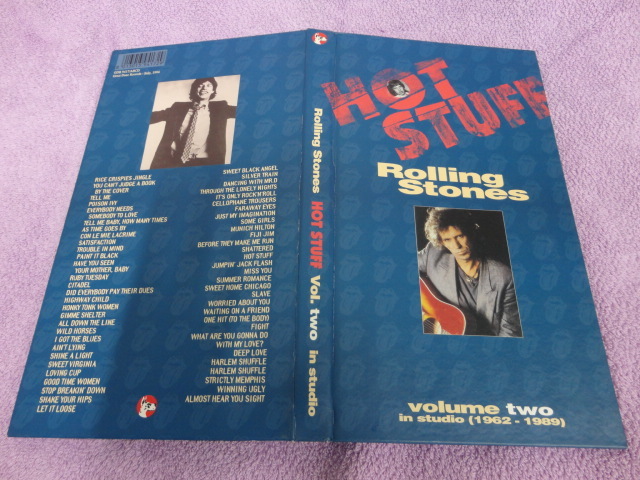 RICE CRISPIES JINGLE
YOU CAN'T JUDGE A BOOK
BY THE COVER
TELL ME
POISON IVY
EVERYBODY NEEDS
SOMEBODY TO LOVE
TELL ME BABY, HOW MANY TIMES
AS TIME GOES BY
CON LE MIE LACRIME
SATISFACTION
TROUBLE IN MIND
PAINT IT BLACK
HAVE YOU SEEN
YOUR MOTHER, BABY
RUBY TUESDAY
CITADEL
DID EVERYBODY PAY THEIR DUES
HIGHWAY CHILD
HONKY TONK WOMEN
GIMME SHELTER
ALL DOWN THE LINE
WILD HORSES
I GOT THE BLUES
AIN'T LYING
SHINE A LIGHT
SWEET VIRGINIA
LOVING CUP
GOOD TIME WOMEN
STOP BREAKIN' DOWN
SHAKE YOUR HIPS
LET IT LOOSE
SWEET BLACK ANGEL
SILVER TRAIN
DANCING WITH MR.D
THROUGH THE LONELY NIGHTS
IT'S ONLY ROCK'N'ROLL
CELLOPHANE TROUSERS
FARAWAY EYES
JUST MY IMAGINATION
SOME GIRLS
MUNICH HILTON
FIJI JIM
BEFORE THEY MAKE ME RUN
SHATTERED
HOT STUFF
JUMPIN' JACK FLASH
MISS YOU
SUMMER ROMANCE
SWEET HOME CHICAGO
SLAVE
WORRIED ABOUT YOU
WAITING ON A FRIEND
ONE HIT (TO THE BODY)
FIGHT
WHAT ARE YOU GONNA DO
WITH MY LOVE?
DEEP LOVE
HARLEM SHUFFLE
HARLEM SHUFFLE
STRICTLY MEMPHIS
WINNING UGLY
ALMOST HEAR YOU SIGHT
Rolling Stones HOT STUFF Vol. two in studio
HOT
STUFF
Rolling
Stones
volume two
in studio (1962 - 1989)